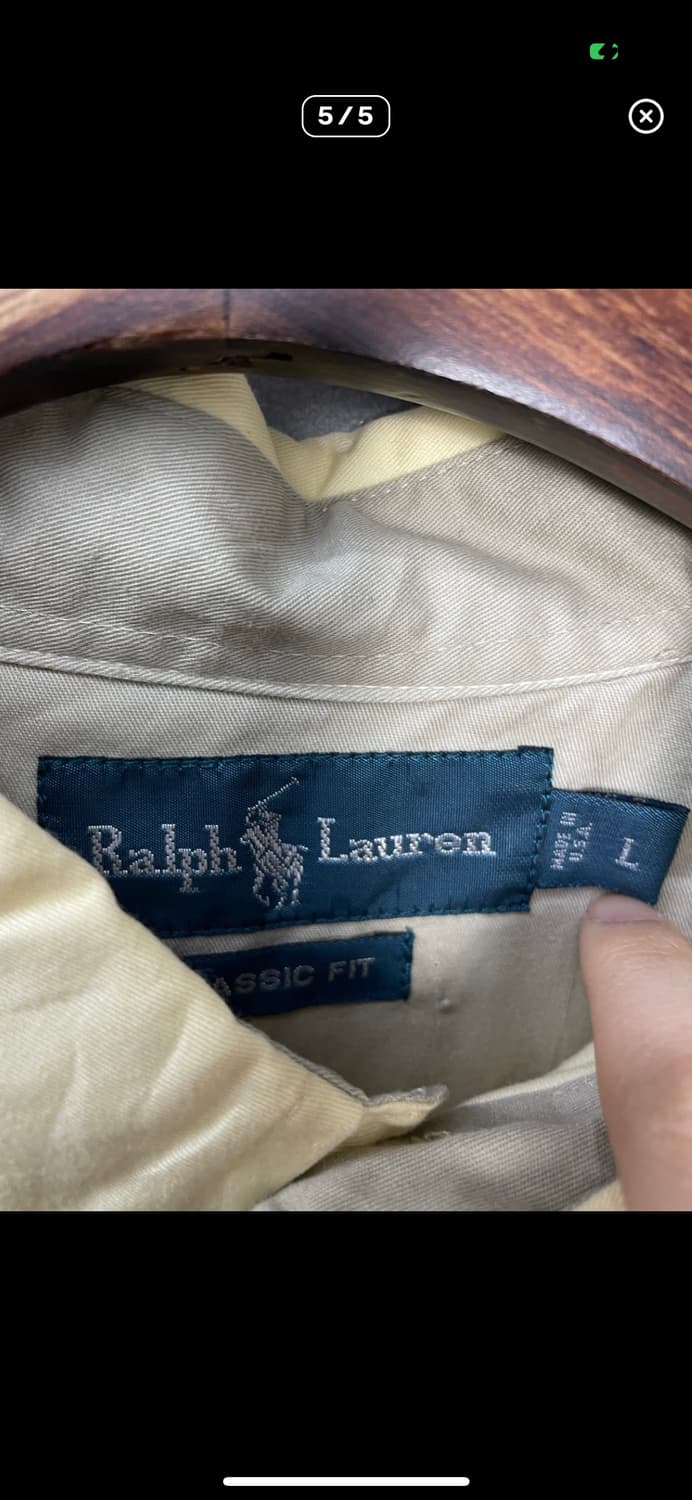 5/5
Ralph Lauren
MADE IN
U.S.A.
L
ASSIC FIT